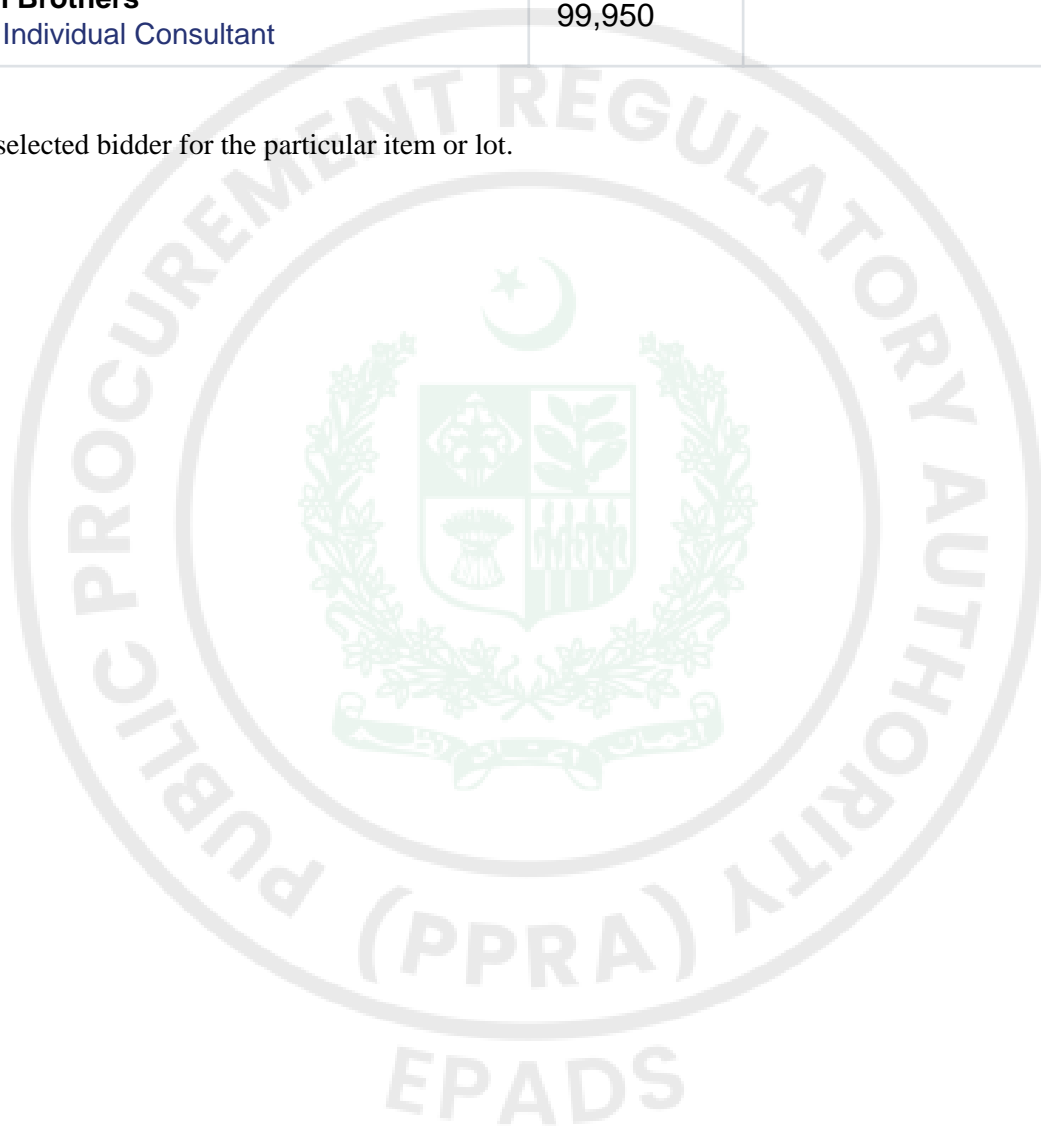 Brothers
Individual Consultant
99,950
selected bidder for the particular item or lot.
PUBLIC PROCUREMENT REGULATORY AUTHORITY
(PPRA)
EPADS